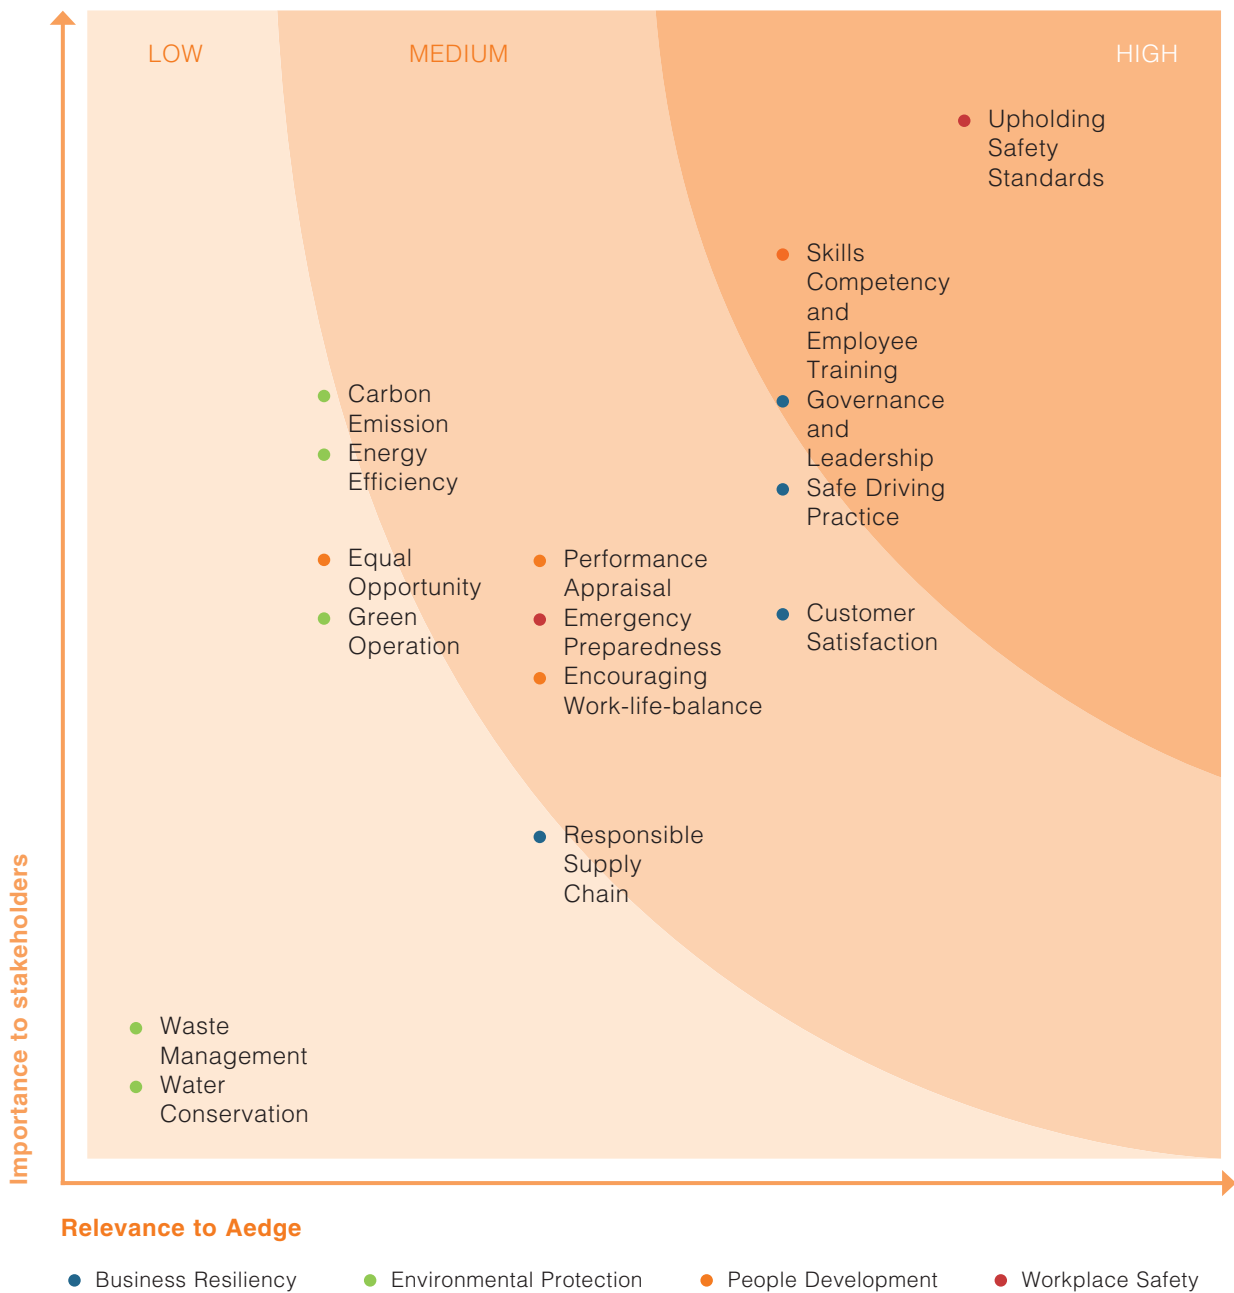 LOW
MEDIUM
HIGH
Upholding
Safety
Standards
Skills
Competency
and
Employee
Training
Governance
and
Leadership
Safe Driving
Practice
Carbon
Emission
Energy
Efficiency
Equal
Opportunity
Green
Operation
Performance
Appraisal
Emergency
Preparedness
Encouraging
Work-life-balance
Customer
Satisfaction
Responsible
Supply
Chain
Waste
Management
Water
Conservation
Importance to stakeholders
Relevance to Aedge
Business Resiliency
Environmental Protection
People Development
Workplace Safety